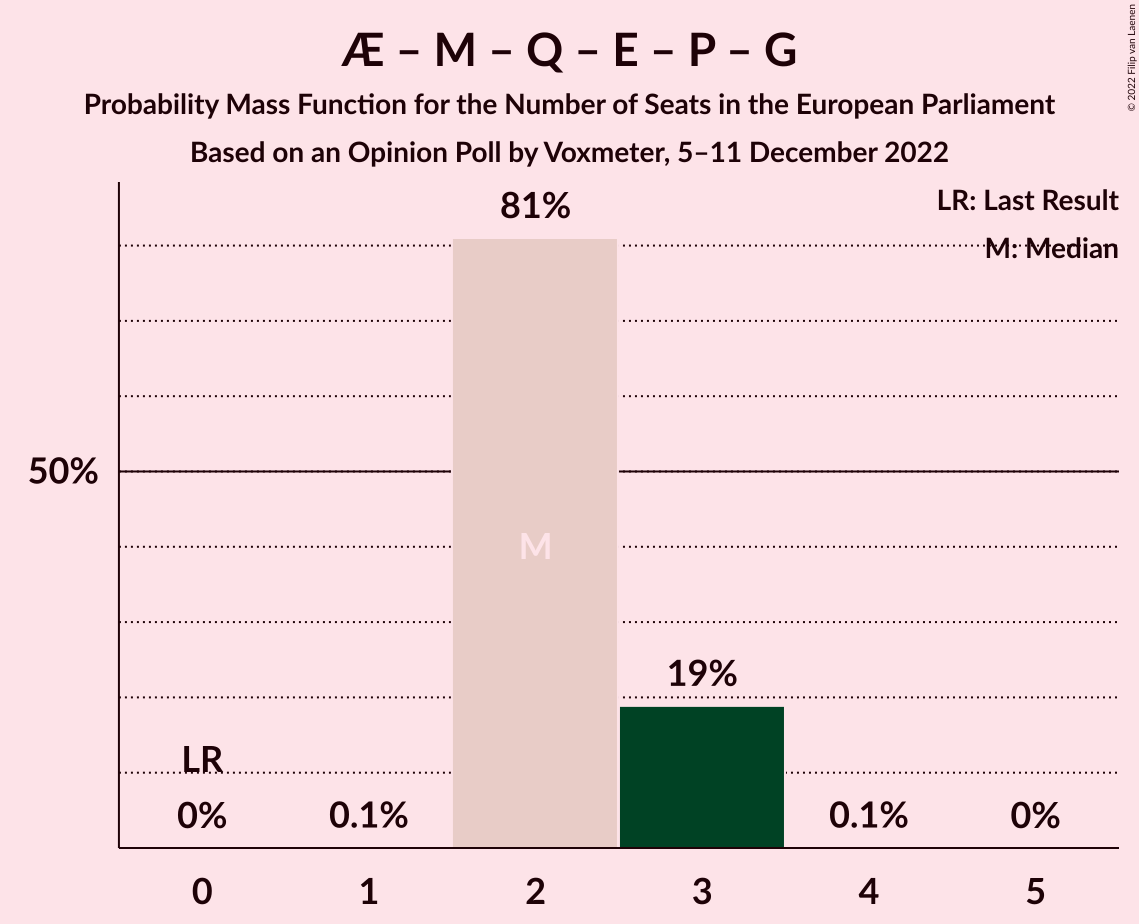 Æ – M – Q – E – P – G
Probability Mass Function for the Number of Seats in the European Parliament
Based on an Opinion Poll by Voxmeter, 5–11 December 2022
© 2022 Filip van Laenen
LR: Last Result
M: Median
81%
50%
M
19%
LR
0% 0.1% 0.1% 0%
0 1 2 3 4 5